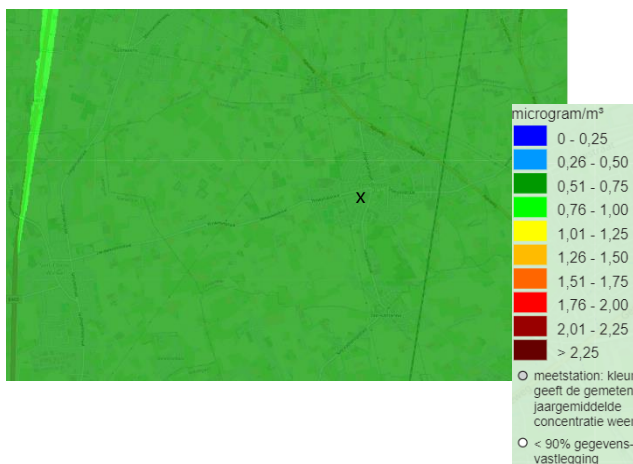 x
microgram/m³
0 - 0,25
0,26 - 0,50
0,51 - 0,75
0,76 - 1,00
1,01 - 1,25
1,26 - 1,50
1,51 - 1,75
1,76 - 2,00
2,01 - 2,25
> 2,25
meetstation: kleur
geeft de gemeten
jaargemiddelde
concentratie weer
< 90% gegevens-
vastlegging